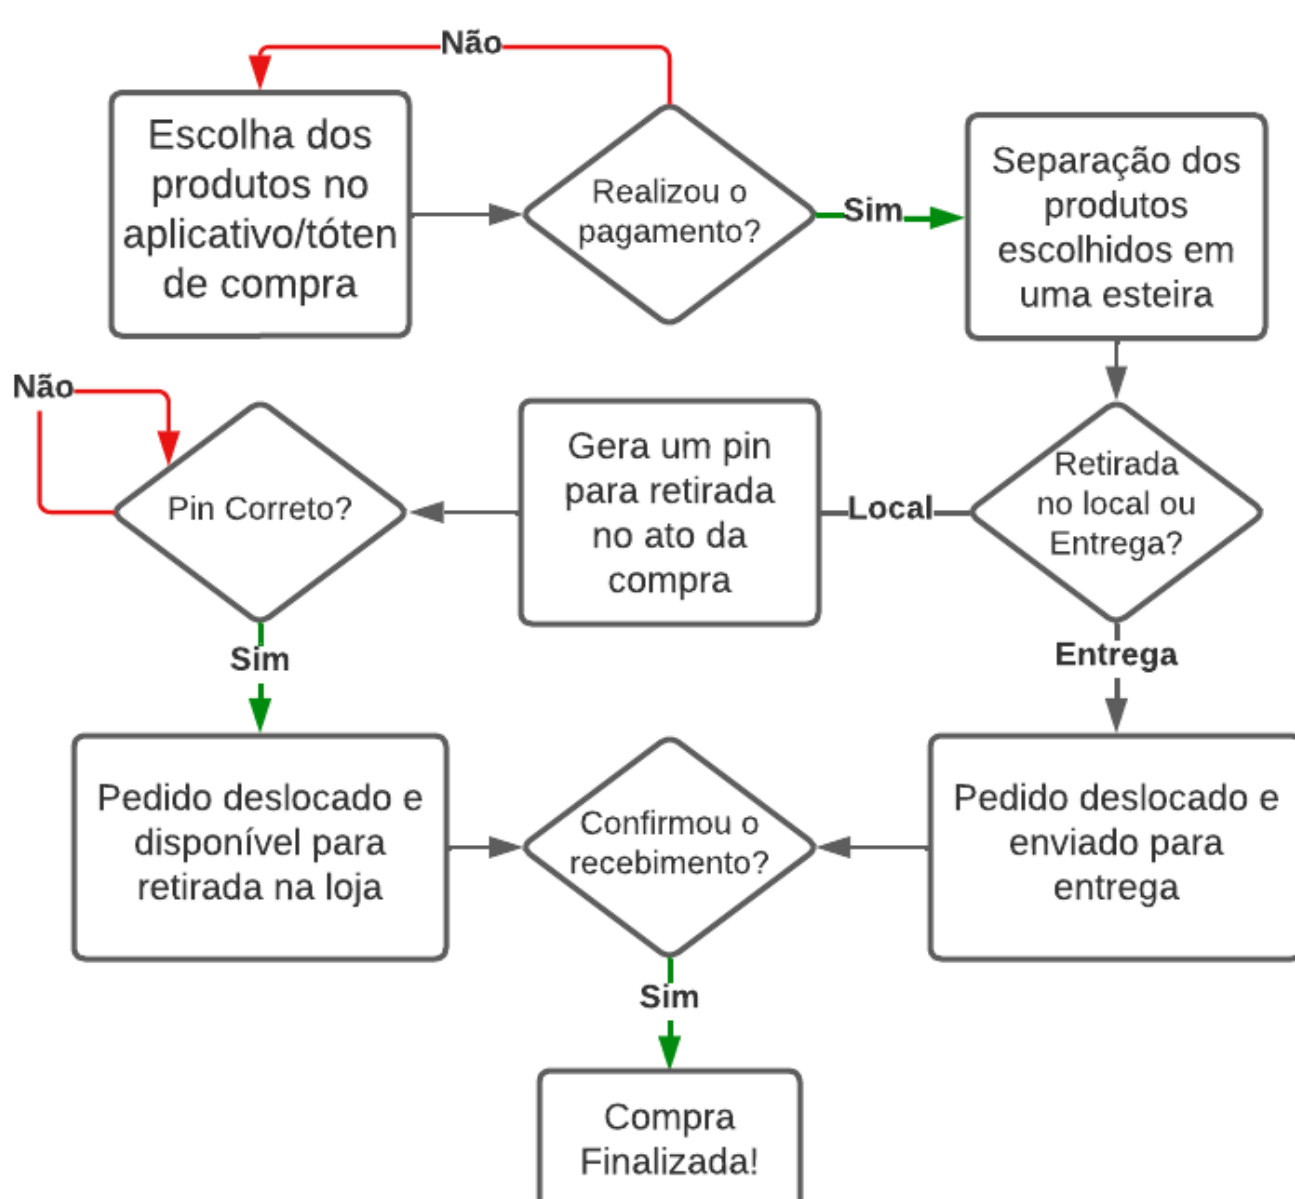 Não
Escolha dos
produtos no
aplicativo/tóten
de compra
Realizou o
pagamento?
Sim
Separação dos
produtos
escolhidos em
uma esteira
Retirada
no local ou
Entrega?
Local
Gera um pin
para retirada
no ato da
compra
Pin Correto?
Não
Sim
Entrega
Pedido deslocado e
disponível para
retirada na loja
Pedido deslocado e
enviado para
entrega
Confirmou o
recebimento?
Sim
Compra
Finalizada!